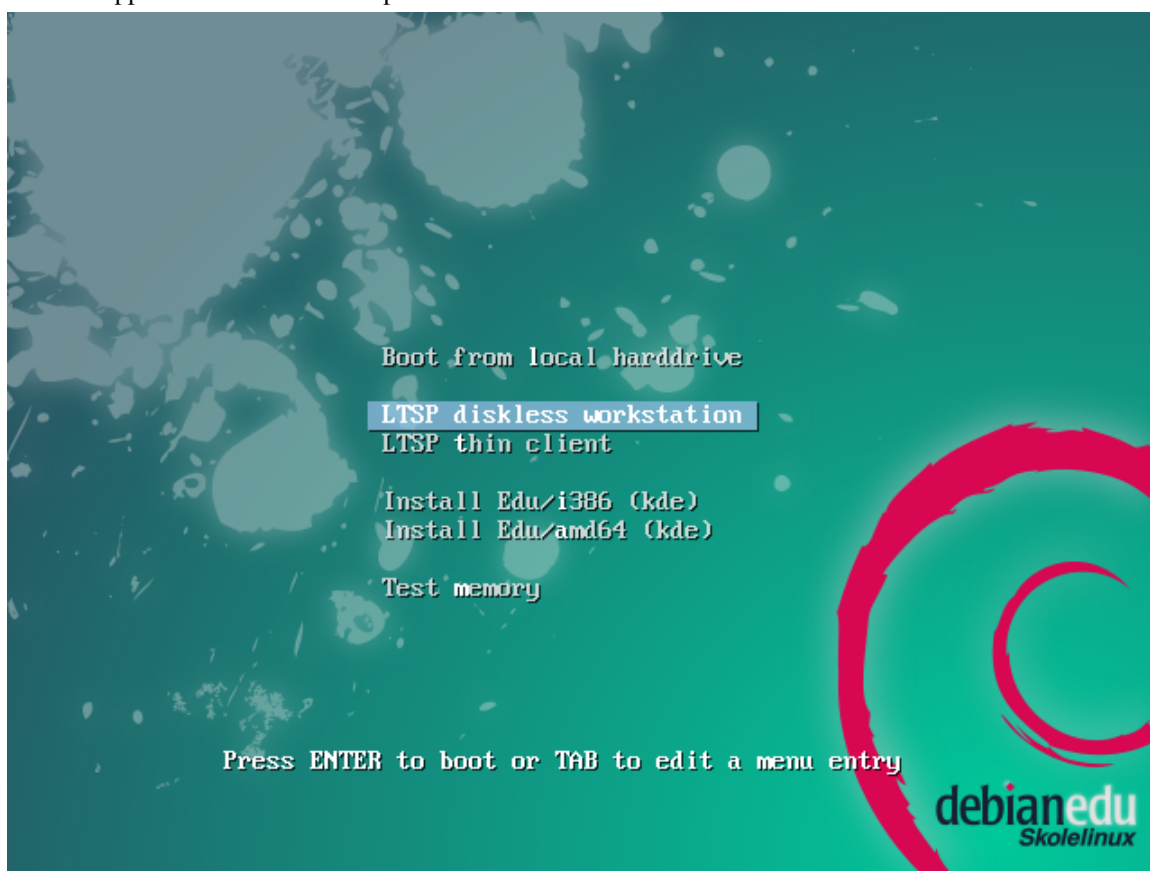 Boot from local harddrive
LTSP diskless workstation
LTSP thin client
Install Edu/i386 (kde)
Install Edu/amd64 (kde)
Test memory
Press ENTER to boot or TAB to edit a menu entry
debianedu
Skolelinux